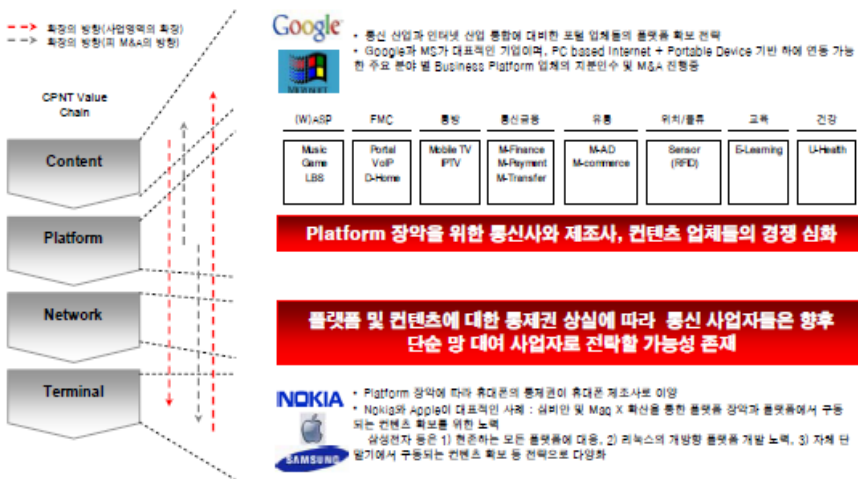 확장의 방향(사업영역의 확장)
확장의 방향(피 M&A의 방향)
CPNT Value
Chain
Content
Platform
Network
Terminal
Google
• 통신 산업과 인터넷 산업 통합에 대비한 포털 업체들의 플랫폼 확보 전략
• Google과 MS가 대표적인 기업이며, PC based Internet + Portable Device 기반 하에 연동 가능
한 주요 분야 별 Business Platform 업체의 지분인수 및 M&A 진행중
(W)ASP FMC 통방 통신금융 유통 위치/물류 교육 건강
Music Portal Mobile TV M-Finance M-AD Sensor E-Learning U-Health
Game VoIP IPTV M-Payment M-commerce (RFID)
LBS D-Home M-Transfer
Platform 장악을 위한 통신사와 제조사, 컨텐츠 업체들의 경쟁 심화
플랫폼 및 컨텐츠에 대한 통제권 상실에 따라 통신 사업자들은 향후
단순 망 대여 사업자로 전락할 가능성 존재
NOKIA
SAMSUNG
• Platform 장악에 따라 휴대폰의 통제권이 휴대폰 제조사로 이양
• Nokia와 Apple이 대표적인 사례 : 심비안 및 Mag X 확산을 통한 플랫폼 장악과 플랫폼에서 구동
되는 컨텐츠 확보를 위한 노력
삼성전자 등은 1) 현존하는 모든 플랫폼에 대응, 2) 리눅스의 개방향 플랫폼 개발 노력, 3) 자체 단
말기에서 구동되는 컨텐츠 확보 등 전략으로 다양화